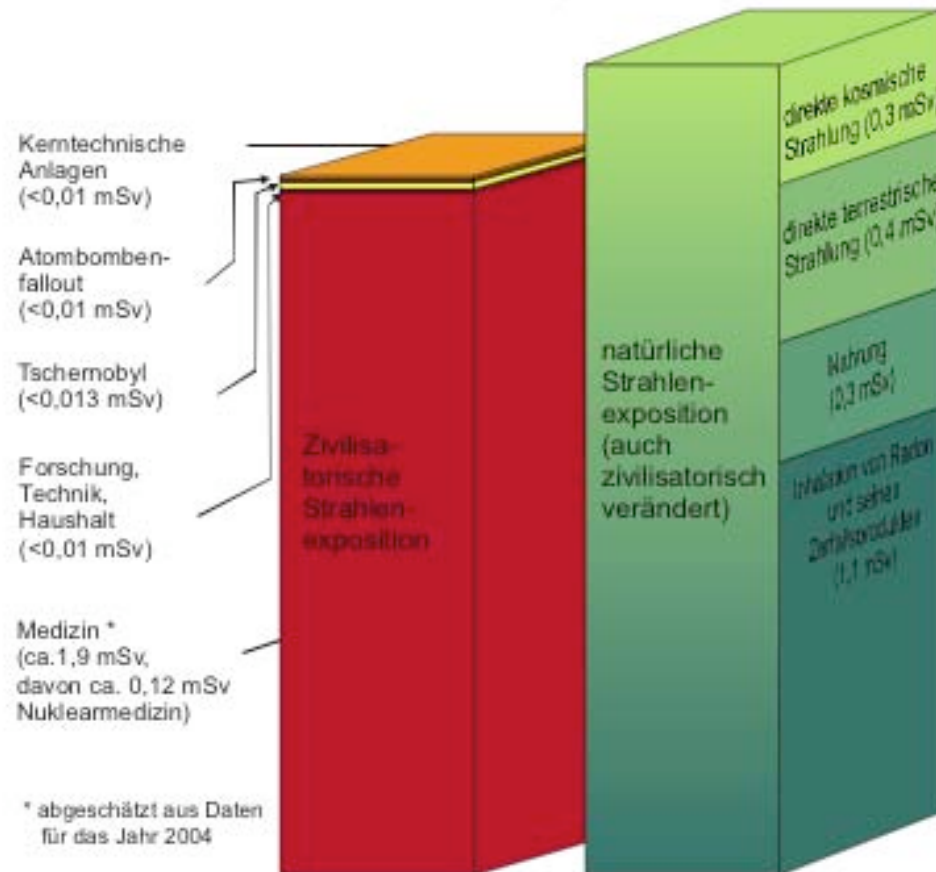 Kerntechnische
Anlagen
(<0,01 mSv)
Atombomben-
fallout
(<0,01 mSv)
Tschernobyl
(<0,013 mSv)
Forschung,
Technik,
Haushalt
(<0,01 mSv)
Medizin *
(ca.1,9 mSv,
davon ca. 0,12 mSv
Nuklearmedizin)
* abgeschätzt aus Daten
für das Jahr 2004
Zivilisa-
torische
Strahlen-
exposition
natürliche
Strahlen-
exposition
(auch
zivilisatorisch
verändert)
direkte kosmische
Strahlung (0,3 mSv)
direkte terrestrische
Strahlung (0,4 mSv)
Nahrung
(0,3 mSv)
Inhalation von Radon
und seinen
Zerfallsprodukten
(1,1 mSv)